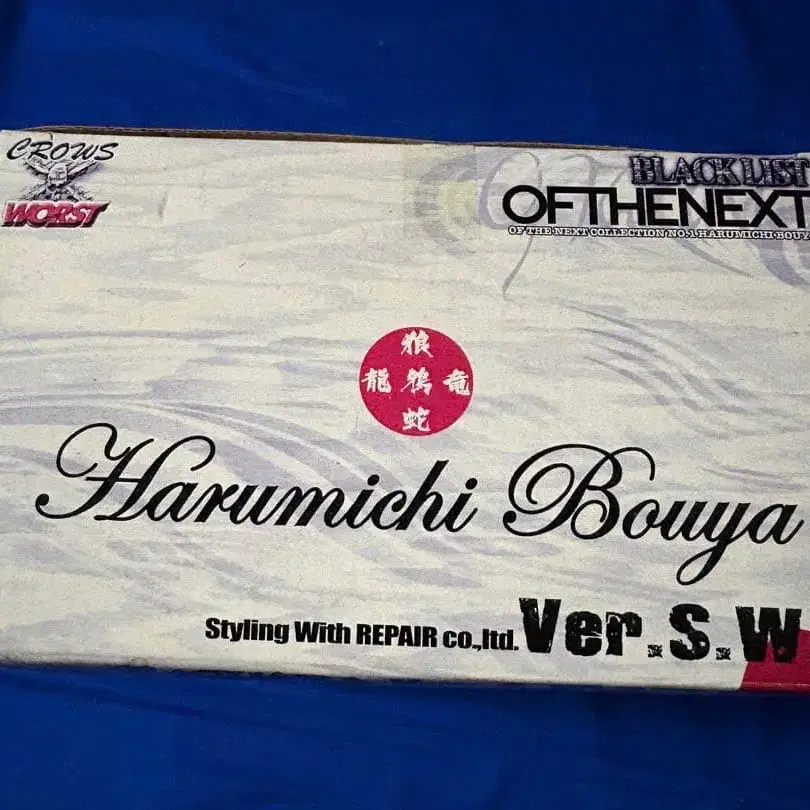 CROWS
WORST
BLACK LIST
OFTHENEXT
OF THE NEXT COLLECTION NO.1 HARUMICHI BOUY
狼
龍 鴉 竜
蛇
Harumichi Bouya
Styling With REPAIR co.,ltd. Ver.S.W